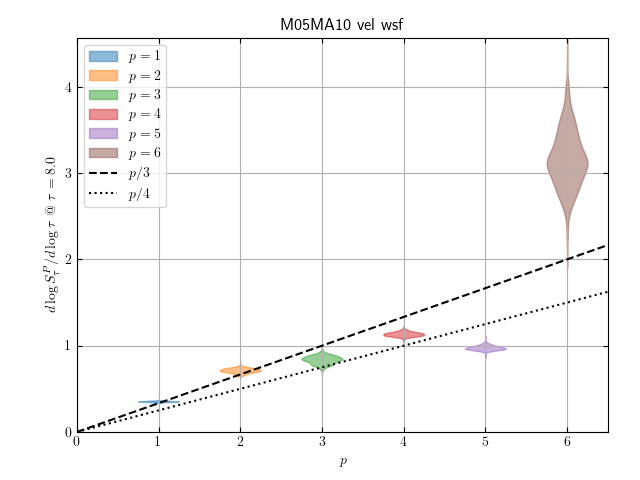 M05MA10 vel wsf
p = 1
p = 2
p = 3
p = 4
p = 5
p = 6
p/3
p/4
d log S_τ^P / d log τ @ τ = 8.0
4
3
2
1
0
0 1 2 3 4 5 6
p